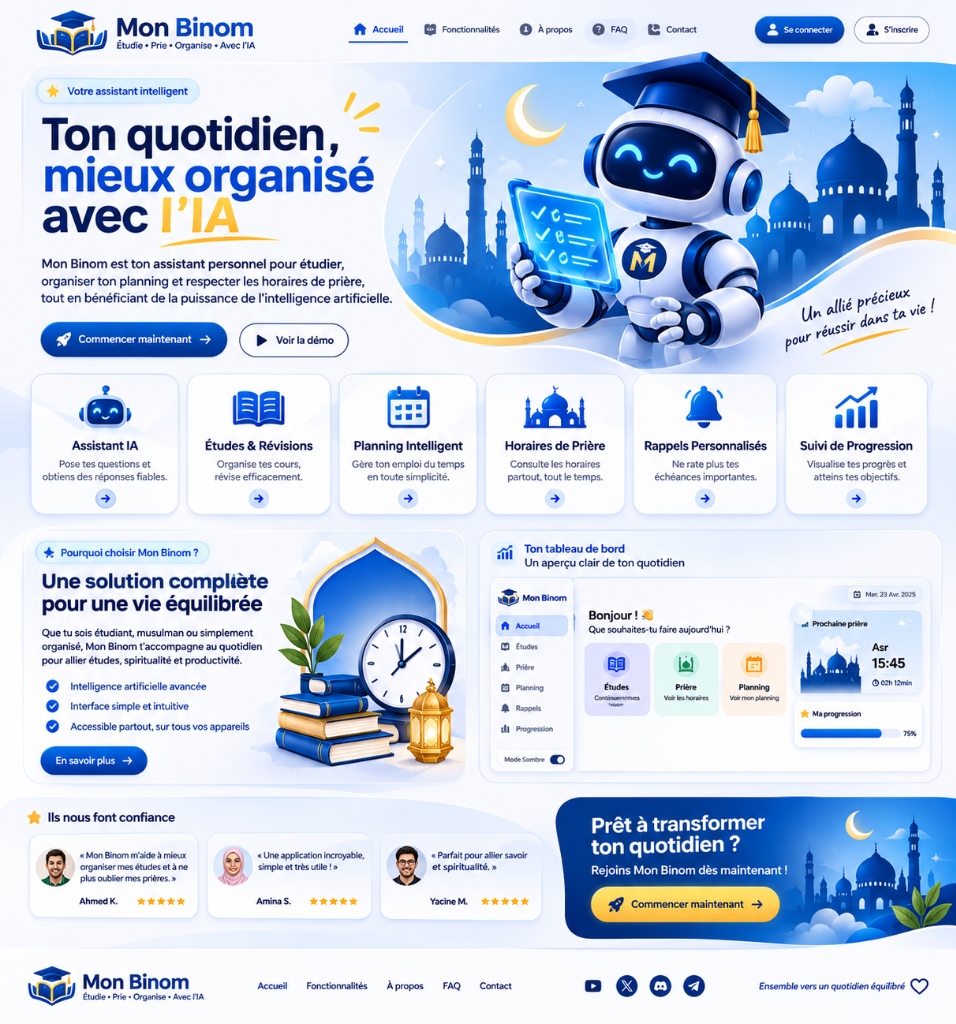 Mon Binom
Étudie • Prie • Organise • Avec l'IA
Accueil
Fonctionnalités
À propos
FAQ
Contact
Se connecter
S'inscrire
Votre assistant intelligent
Ton quotidien,
mieux organisé
avec l'IA
Mon Binom est ton assistant personnel pour étudier,
organiser ton planning et respecter les horaires de prière,
tout en bénéficiant de la puissance de l'intelligence artificielle.
Commencer maintenant →
Voir la démo
M
Un allié précieux
pour réussir dans ta vie !
Assistant IA
Pose tes questions et
obtiens des réponses fiables.
Études & Révisions
Organise tes cours,
révise efficacement.
Planning Intelligent
Gère ton emploi du temps
en toute simplicité.
Horaires de Prière
Consulte les horaires
partout, tout le temps.
Rappels Personnalisés
Ne rate plus tes
échéances importantes.
Suivi de Progression
Visualise tes progrès et
atteins tes objectifs.
Pourquoi choisir Mon Binom ?
Une solution complète
pour une vie équilibrée
Que tu sois étudiant, musulman ou simplement
organisé, Mon Binom t'accompagne au quotidien
pour allier études, spiritualité et productivité.
Intelligence artificielle avancée
Interface simple et intuitive
Accessible partout, sur tous vos appareils
En savoir plus →
12
Ton tableau de bord
Un aperçu clair de ton quotidien
Mon Binom
Accueil
Études
Prière
Planning
Rappels
Progression
Mode Sombre
Mer. 23 Avr. 2025
Bonjour ! 👋
Que souhaites-tu faire aujourd'hui ?
Études
Prière
Voir les horaires
Planning
Voir mon planning
Prochaine prière
Asr
15:45
02h 12min
Ma progression
75%
Ils nous font confiance
« Mon Binom m'aide à mieux
organiser mes études et à ne
plus oublier mes prières. »
Ahmed K.
« Une application incroyable,
simple et très utile ! »
Amina S.
« Parfait pour allier savoir
et spiritualité. »
Yacine M.
Prêt à transformer
ton quotidien ?
Rejoins Mon Binom dès maintenant !
Commencer maintenant →
Mon Binom
Étudie • Prie • Organise • Avec l'IA
Accueil
Fonctionnalités
À propos
FAQ
Contact
Ensemble vers un quotidien équilibré